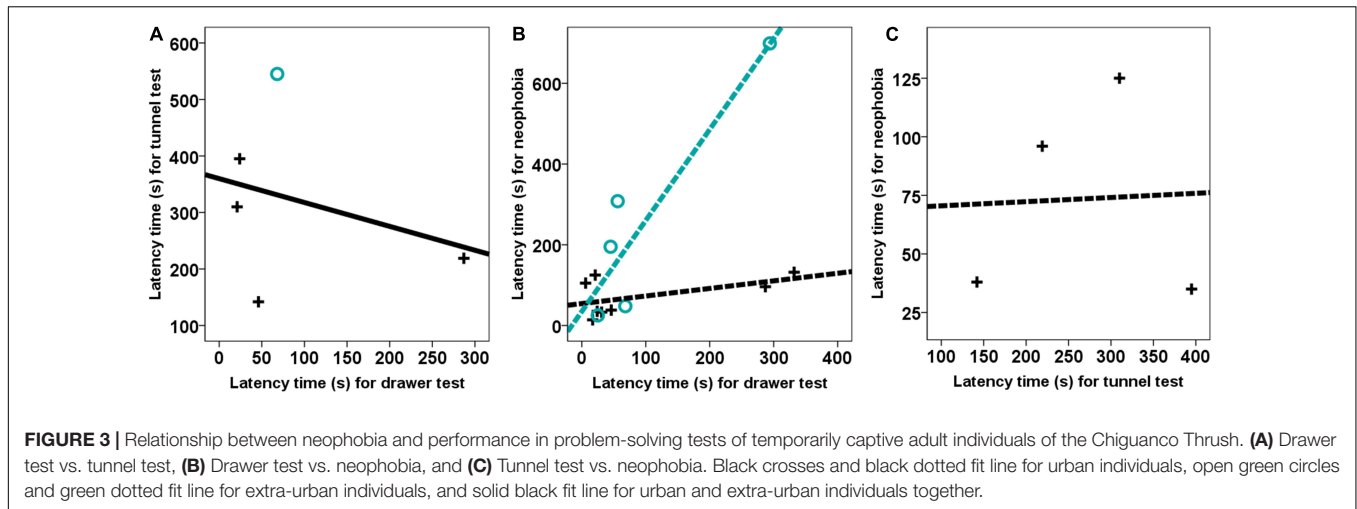 A
600
500
400
300
200
100
Latency time (s) for tunnel test
0 50 100 150 200 250 300
Latency time (s) for drawer test
B
600
400
200
0
Latency time (s) for neophobia
0 100 200 300 400
Latency time (s) for drawer test
C
125
100
75
50
25
Latency time (s) for neophobia
100 150 200 250 300 350 400
Latency time (s) for tunnel test
FIGURE 3 | Relationship between neophobia and performance in problem-solving tests of temporarily captive adult individuals of the Chiguanco Thrush. (A) Drawer
test vs. tunnel test, (B) Drawer test vs. neophobia, and (C) Tunnel test vs. neophobia. Black crosses and black dotted fit line for urban individuals, open green circles
and green dotted fit line for extra-urban individuals, and solid black fit line for urban and extra-urban individuals together.